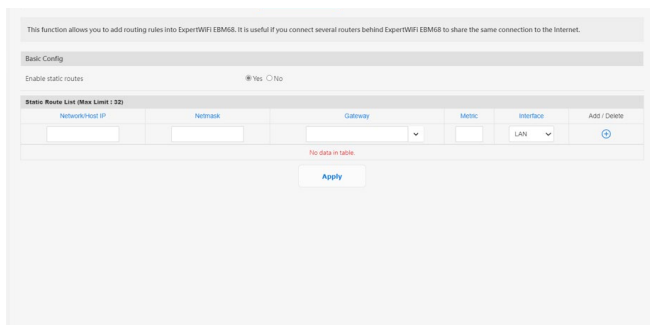 This function allows you to add routing rules into ExpertWiFi EBM68. It is useful if you connect several routers behind ExpertWiFi EBM68 to share the same connection to the Internet.
Basic Config
Enable static routes Yes No
Static Route List (Max Limit : 32)
Network/Host IP Netmask Gateway Metric Interface Add / Delete
LAN
No data in table.
Apply